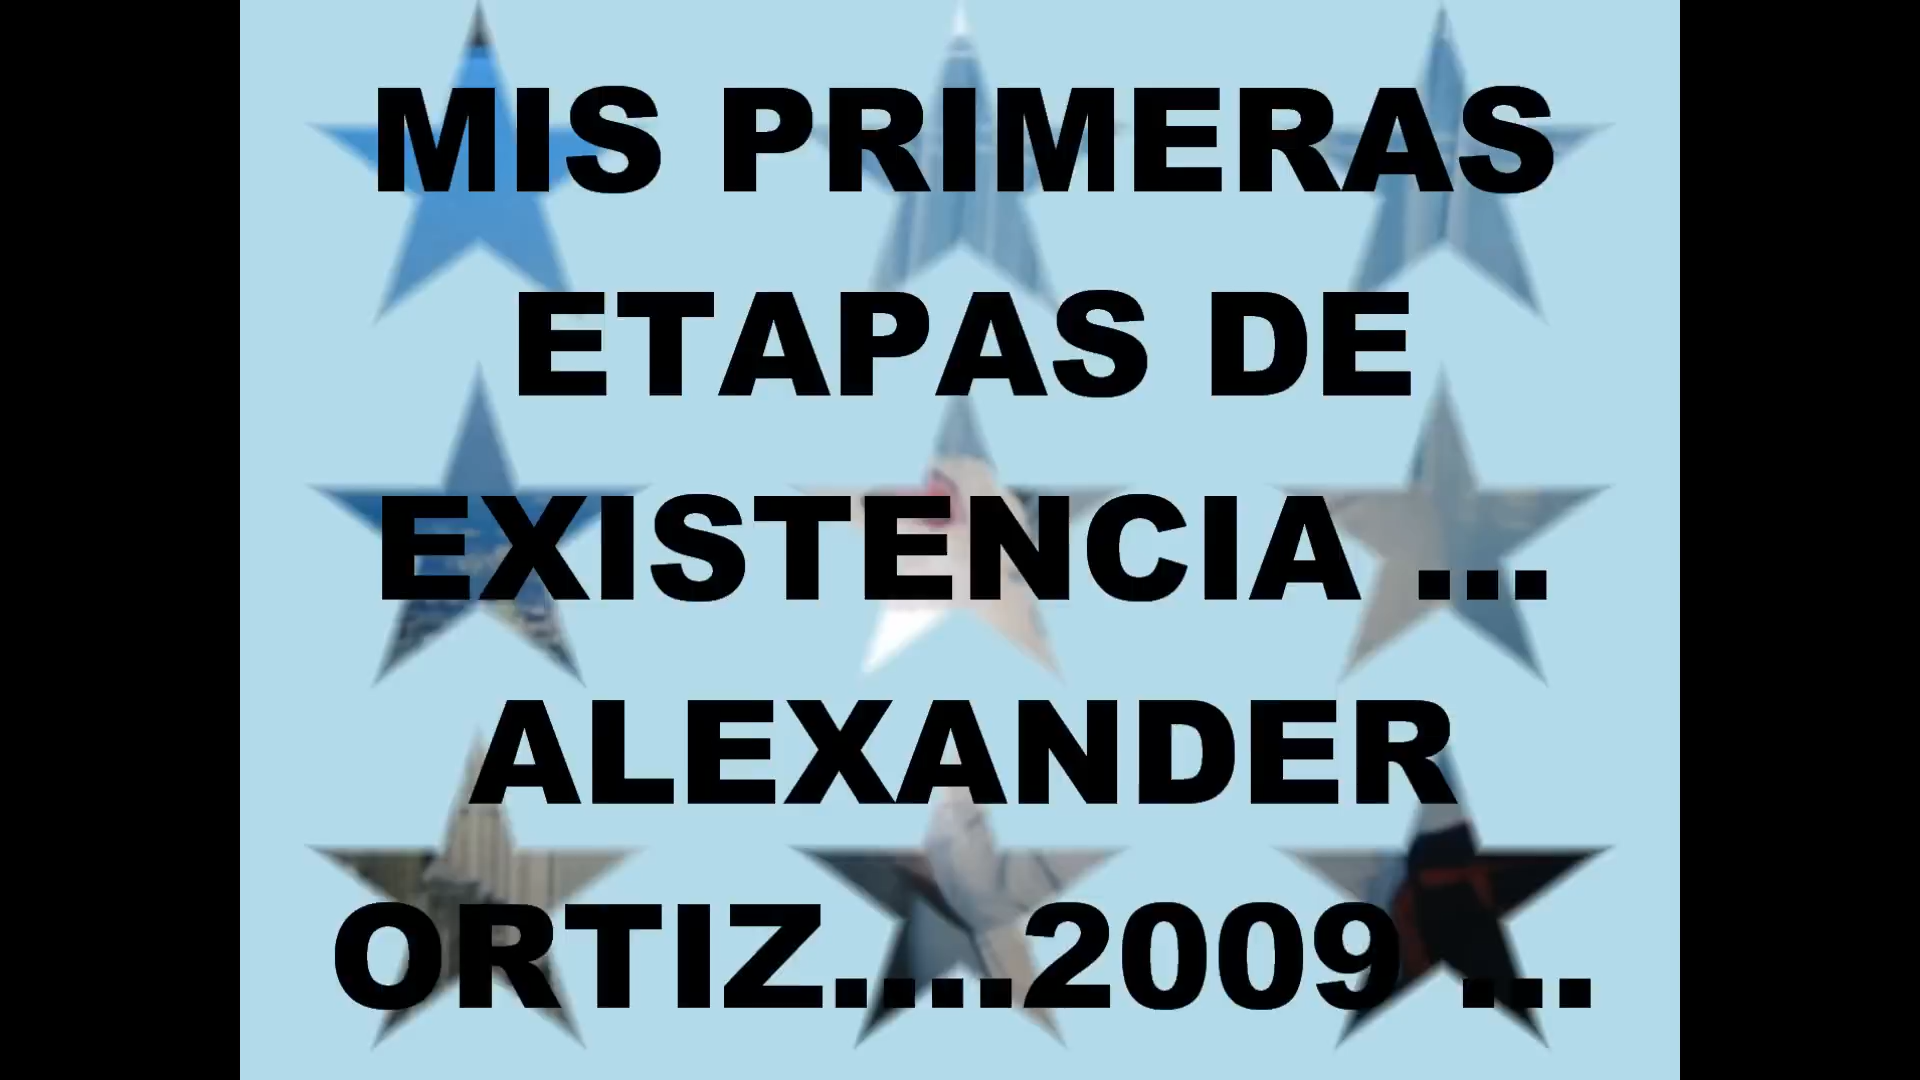 MIS PRIMERAS
ETAPAS DE
EXISTENCIA ...
ALEXANDER
ORTIZ....2009 ...